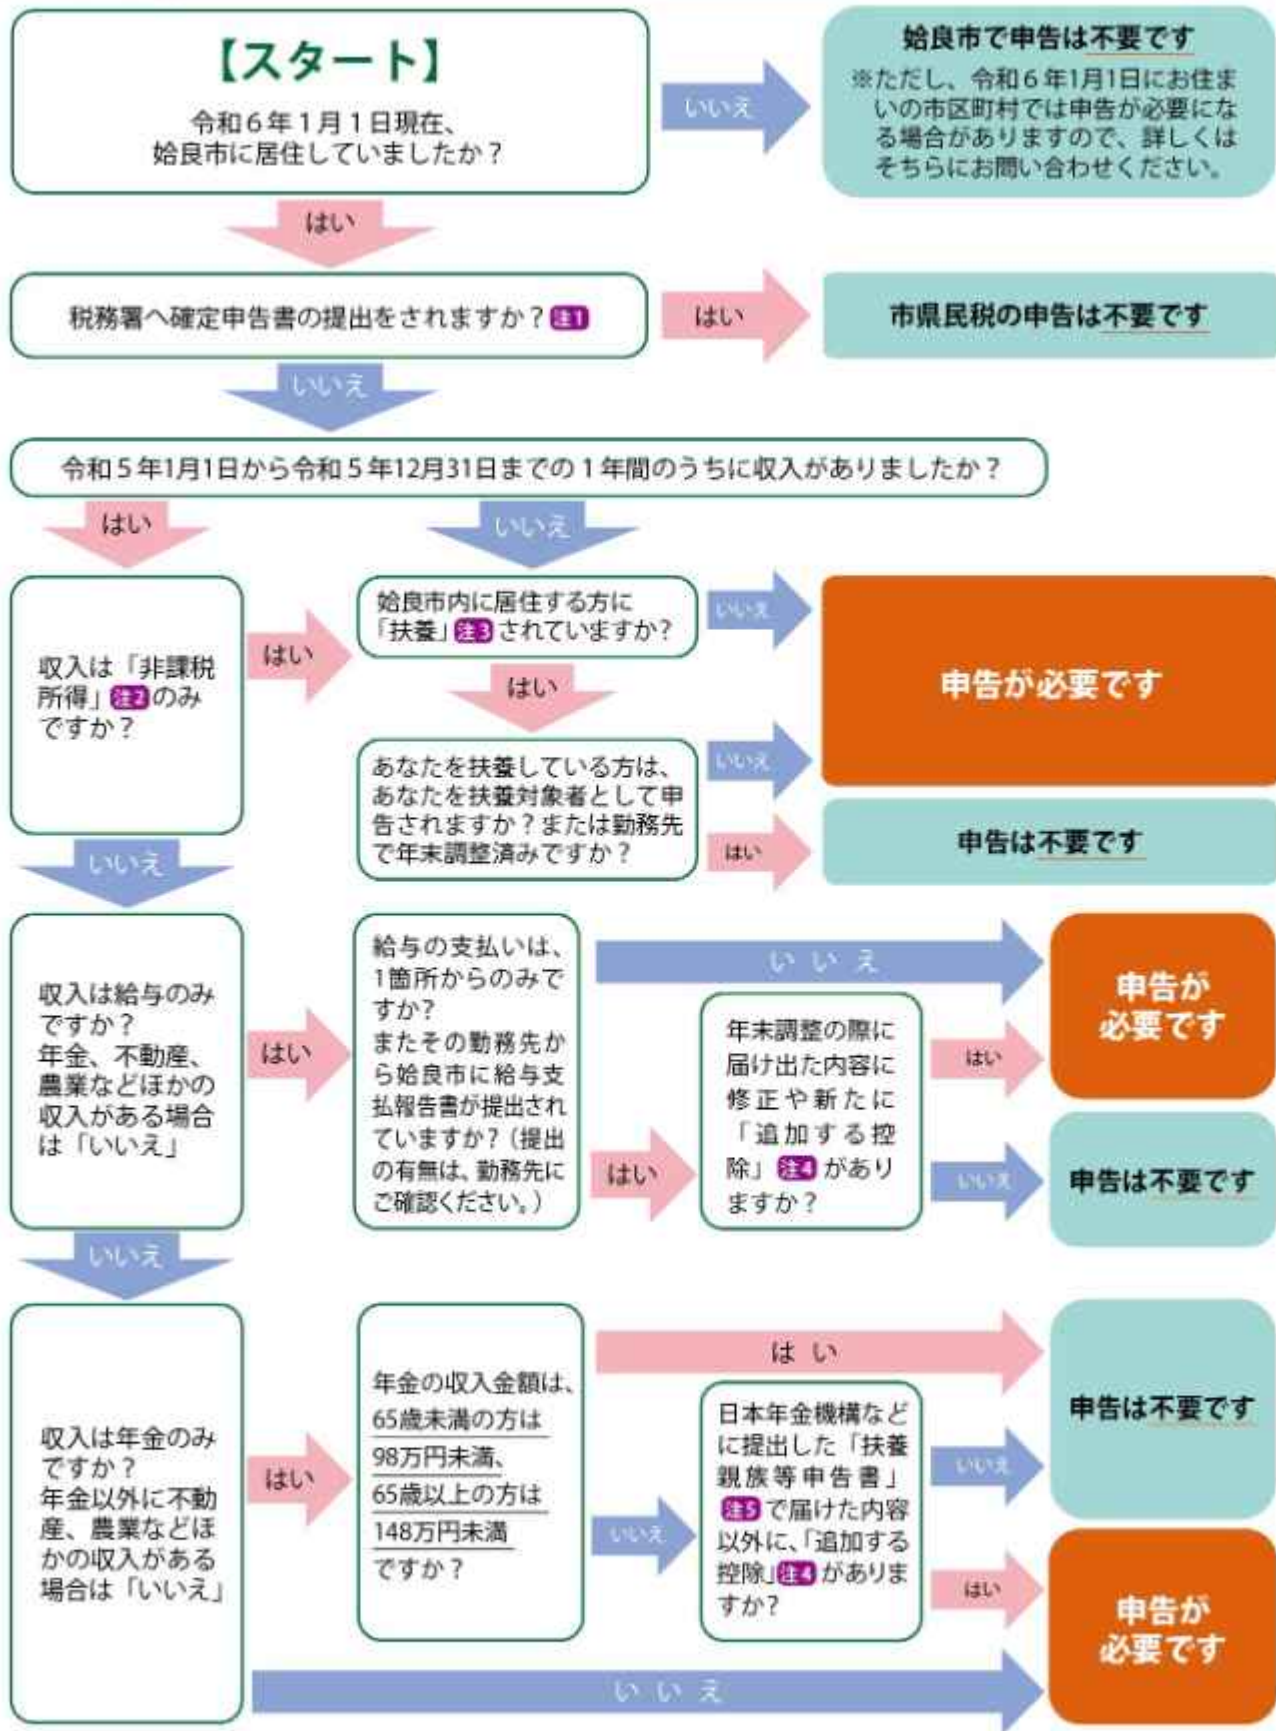 【スタート】
令和6年1月1日現在、
姶良市に居住していましたか？
いいえ
姶良市で申告は不要です
※ただし、令和6年1月1日にお住ま
いの市区町村では申告が必要にな
る場合がありますので、詳しくは
そちらにお問い合わせください。
はい
税務署へ確定申告書の提出をされますか？注1
はい
市県民税の申告は不要です
いいえ
令和5年1月1日から令和5年12月31日までの1年間のうちに収入がありましたか？
はい
いいえ
収入は「非課税
所得」注2のみ
ですか？
はい
姶良市内に居住する方に
「扶養」注3されていますか？
いいえ
申告が必要です
はい
あなたを扶養している方は、
あなたを扶養対象者として申
告されますか？または勤務先
で年末調整済みですか？
いいえ
はい
申告は不要です
いいえ
収入は給与のみ
ですか？
年金、不動産、
農業などほかの
収入がある場合
は「いいえ」
はい
給与の支払いは、
1箇所からのみで
すか？
またその勤務先か
ら姶良市に給与支
払報告書が提出され
ていますか？（提出
の有無は、勤務先に
ご確認ください。）
いいえ
はい
年末調整の際に
届け出た内容に
修正や新たに
「追加する控
除」注4があり
ますか？
はい
申告が
必要です
いいえ
申告は不要です
いいえ
収入は年金のみ
ですか？
年金以外に不動
産、農業などほ
かの収入がある
場合は「いいえ」
はい
年金の収入金額は、
65歳未満の方は
98万円未満、
65歳以上の方は
148万円未満
ですか？
はい
いいえ
日本年金機構など
に提出した「扶養
親族等申告書」
注5で届けた内容
以外に、「追加する
控除」注4がありま
すか？
いいえ
申告は不要です
はい
申告が
必要です
いいえ